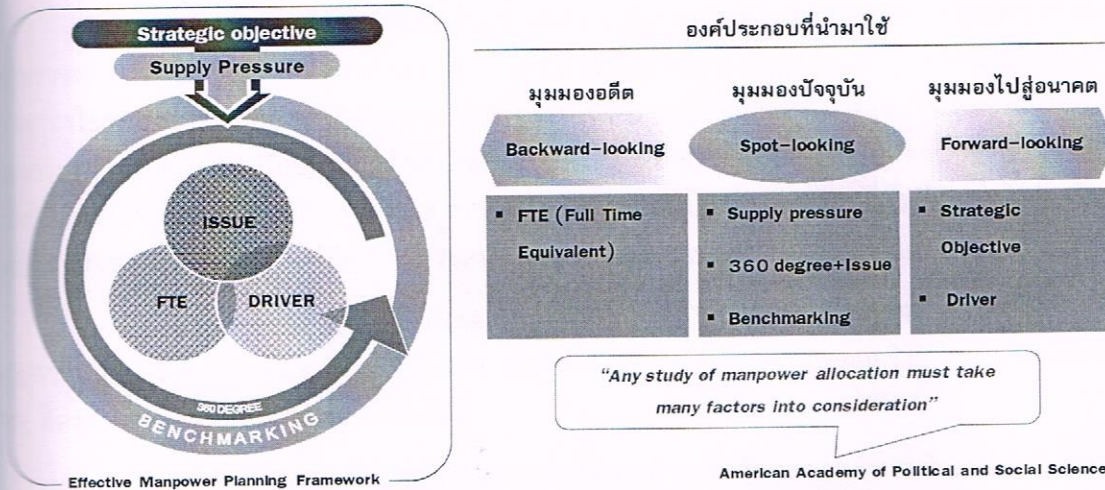 Strategic objective
Supply Pressure
ISSUE
FTE
DRIVER
360 DEGREE
BENCHMARKING
Effective Manpower Planning Framework
องค์ประกอบที่นำมาใช้
มุมมองอดีต
มุมมองปัจจุบัน
มุมมองไปสู่อนาคต
Backward-looking
Spot-looking
Forward-looking
▪ FTE (Full Time
Equivalent)
▪ Supply pressure
▪ 360 degree+Issue
▪ Benchmarking
▪ Strategic
Objective
▪ Driver
“Any study of manpower allocation must take
many factors into consideration”
American Academy of Political and Social Science